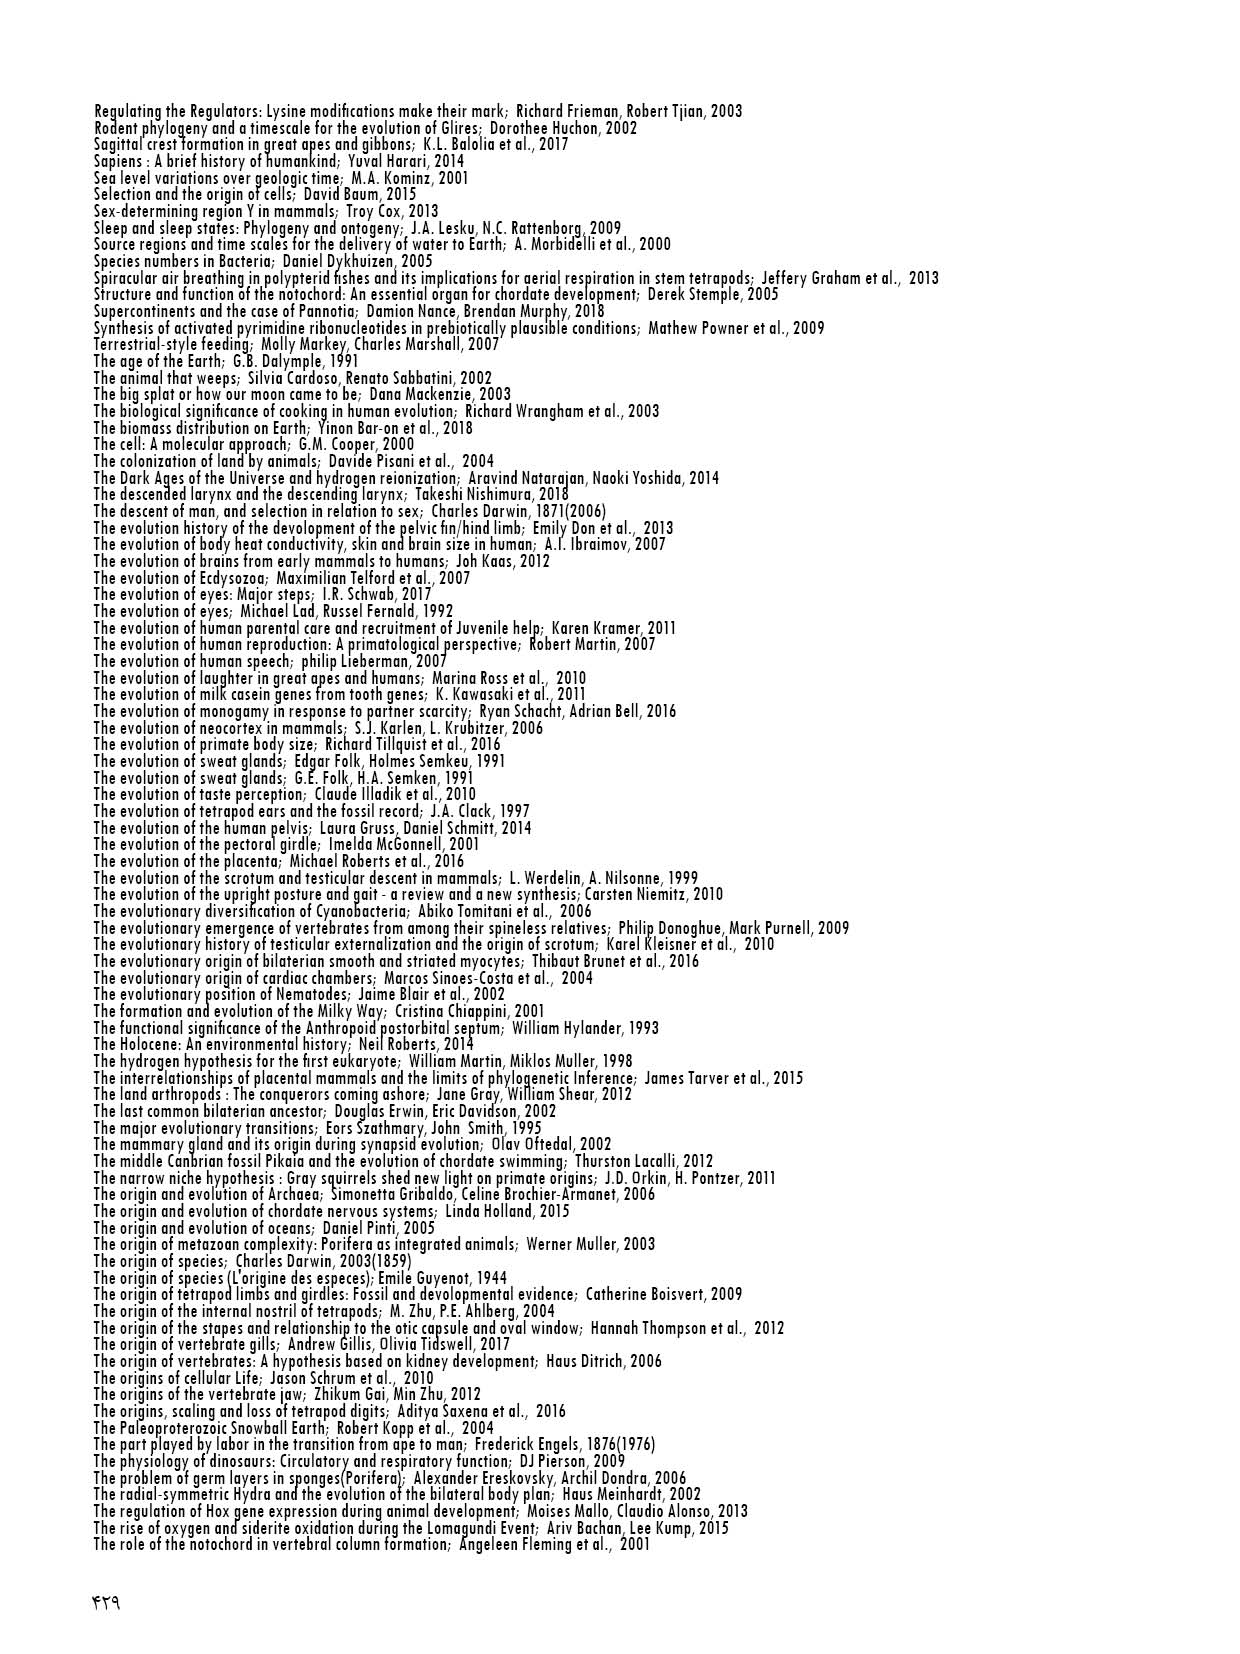 Regulating the Regulators: Lysine modifications make their mark; Richard Frieman, Robert Tjian, 2003
Rodent phylogeny and a timescale for the evolution of Glires; Dorothee Huchon, 2002
Sagittal crest formation in great apes and gibbons; K.L. Balolia et al., 2017
Sapiens : A brief history of humankind; Yuval Harari, 2014
Sea level variations over geologic time; M.A. Kominz, 2001
Selection and the origin of cells; David Baum, 2015
Sex-determining region Y in mammals; Troy Cox, 2013
Sleep and sleep states: Phylogeny and ontogeny; J.A. Lesku, N.C. Rattenborg, 2009
Source regions and time scales for the delivery of water to Earth; A. Morbidelli et al., 2000
Species numbers in Bacteria; Daniel Dykhuizen, 2005
Spiracular air breathing in polypterid fishes and its implications for aerial respiration in stem tetrapods; Jeffery Graham et al., 2013
Structure and function of the notochord: An essential organ for chordate development; Derek Stemple, 2005
Supercontinents and the case of Pannotia; Damion Nance, Brendan Murphy, 2018
Synthesis of activated pyrimidine ribonucleotides in prebiotically plausible conditions; Mathew Powner et al., 2009
Terrestrial-style feeding; Molly Markey, Charles Marshall, 2007
The age of the Earth; G.B. Dalymple, 1991
The animal that weeps; Silvia Cardoso, Renato Sabbatini, 2002
The big splat or how our moon came to be; Dana Mackenzie, 2003
The biological significance of cooking in human evolution; Richard Wrangham et al., 2003
The biomass distribution on Earth; Yinon Bar-on et al., 2018
The cell: A molecular approach; G.M. Cooper, 2000
The colonization of land by animals; Davide Pisani et al., 2004
The Dark Ages of the Universe and hydrogen reionization; Aravind Natarajan, Naoki Yoshida, 2014
The descended larynx and the descending larynx; Takeshi Nishimura, 2018
The descent of man, and selection in relation to sex; Charles Darwin, 1871(2006)
The evolution history of the devolopment of the pelvic fin/hind limb; Emily Don et al., 2013
The evolution of body heat conductivity, skin and brain size in human; A.I. Ibraimov, 2007
The evolution of brains from early mammals to humans; Joh Kaas, 2012
The evolution of Ecdysozoa; Maximilian Telford et al., 2007
The evolution of eyes: Major steps; I.R. Schwab, 2017
The evolution of eyes; Michael Lad, Russel Fernald, 1992
The evolution of human parental care and recruitment of Juvenile help; Karen Kramer, 2011
The evolution of human reproduction: A primatological perspective; Robert Martin, 2007
The evolution of human speech; philip Lieberman, 2007
The evolution of laughter in great apes and humans; Marina Ross et al., 2010
The evolution of milk casein genes from tooth genes; K. Kawasaki et al., 2011
The evolution of monogamy in response to partner scarcity; Ryan Schacht, Adrian Bell, 2016
The evolution of neocortex in mammals; S.J. Karlen, L. Krubitzer, 2006
The evolution of primate body size; Richard Tillquist et al., 2016
The evolution of sweat glands; Edgar Folk, Holmes Semkeu, 1991
The evolution of sweat glands; G.E. Folk, H.A. Semken, 1991
The evolution of taste perception; Claude Illadik et al., 2010
The evolution of tetrapod ears and the fossil record; J.A. Clack, 1997
The evolution of the human pelvis; Laura Gruss, Daniel Schmitt, 2014
The evolution of the pectoral girdle; Imelda McGonnell, 2001
The evolution of the placenta; Michael Roberts et al., 2016
The evolution of the scrotum and testicular descent in mammals; L. Werdelin, A. Nilsonne, 1999
The evolution of the upright posture and gait - a review and a new synthesis; Carsten Niemitz, 2010
The evolutionary diversification of Cyanobacteria; Abiko Tomitani et al., 2006
The evolutionary emergence of vertebrates from among their spineless relatives; Philip Donoghue, Mark Purnell, 2009
The evolutionary history of testicular externalization and the origin of scrotum; Karel Kleisner et al., 2010
The evolutionary origin of bilaterian smooth and striated myocytes; Thibaut Brunet et al., 2016
The evolutionary origin of cardiac chambers; Marcos Sinoes-Costa et al., 2004
The evolutionary position of Nematodes; Jaime Blair et al., 2002
The formation and evolution of the Milky Way; Cristina Chiappini, 2001
The functional significance of the Anthropoid postorbital septum; William Hylander, 1993
The Holocene: An environmental history; Neil Roberts, 2014
The hydrogen hypothesis for the first eukaryote; William Martin, Miklos Muller, 1998
The interrelationships of placental mammals and the limits of phylogenetic Inference; James Tarver et al., 2015
The land arthropods : The conquerors coming ashore; Jane Gray, William Shear, 2012
The last common bilaterian ancestor; Douglas Erwin, Eric Davidson, 2002
The major evolutionary transitions; Eors Szathmary, John Smith, 1995
The mammary gland and its origin during synapsid evolution; Olav Oftedal, 2002
The middle Canbrian fossil Pikaia and the evolution of chordate swimming; Thurston Lacalli, 2012
The narrow niche hypothesis : Gray squirrels shed new light on primate origins; J.D. Orkin, H. Pontzer, 2011
The origin and evolution of Archaea; Simonetta Gribaldo, Celine Brochier-Armanet, 2006
The origin and evolution of chordate nervous systems; Linda Holland, 2015
The origin and evolution of oceans; Daniel Pinti, 2005
The origin of metazoan complexity: Porifera as integrated animals; Werner Muller, 2003
The origin of species; Charles Darwin, 2003(1859)
The origin of species (L'origine des especes); Emile Guyenot, 1944
The origin of tetrapod limbs and girdles: Fossil and devolopmental evidence; Catherine Boisvert, 2009
The origin of the internal nostril of tetrapods; M. Zhu, P.E. Ahlberg, 2004
The origin of the stapes and relationship to the otic capsule and oval window; Hannah Thompson et al., 2012
The origin of vertebrate gills; Andrew Gillis, Olivia Tidswell, 2017
The origin of vertebrates: A hypothesis based on kidney development; Haus Ditrich, 2006
The origins of cellular Life; Jason Schrum et al., 2010
The origins of the vertebrate jaw; Zhikum Gai, Min Zhu, 2012
The origins, scaling and loss of tetrapod digits; Aditya Saxena et al., 2016
The Paleoproterozoic Snowball Earth; Robert Kopp et al., 2004
The part played by labor in the transition from ape to man; Frederick Engels, 1876(1976)
The physiology of dinosaurs: Circulatory and respiratory function; DJ Pierson, 2009
The problem of germ layers in sponges(Porifera); Alexander Ereskovsky, Archil Dondra, 2006
The radial-symmetric Hydra and the evolution of the bilateral body plan; Haus Meinhardt, 2002
The regulation of Hox gene expression during animal development; Moises Mallo, Claudio Alonso, 2013
The rise of oxygen and siderite oxidation during the Lomagundi Event; Ariv Bachan, Lee Kump, 2015
The role of the notochord in vertebral column formation; Angeleen Fleming et al., 2001
۴۲۹